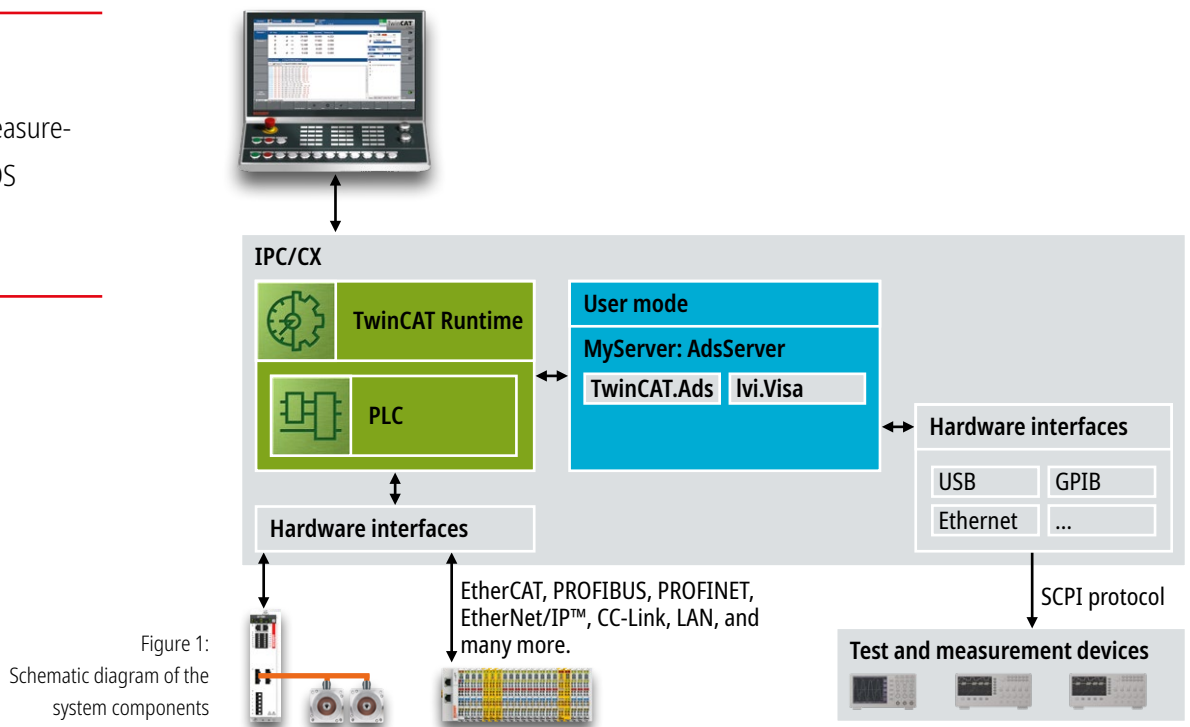 TwinCAT
easure-
OS
IPC/CX
TwinCAT Runtime
PLC
User mode
MyServer: AdsServer
TwinCAT.Ads
Ivi.Visa
Hardware interfaces
USB
GPIB
Ethernet
...
Hardware interfaces
EtherCAT, PROFIBUS, PROFINET,
EtherNet/IP™, CC-Link, LAN, and
many more.
SCPI protocol
Test and measurement devices
Figure 1:
Schematic diagram of the
system components